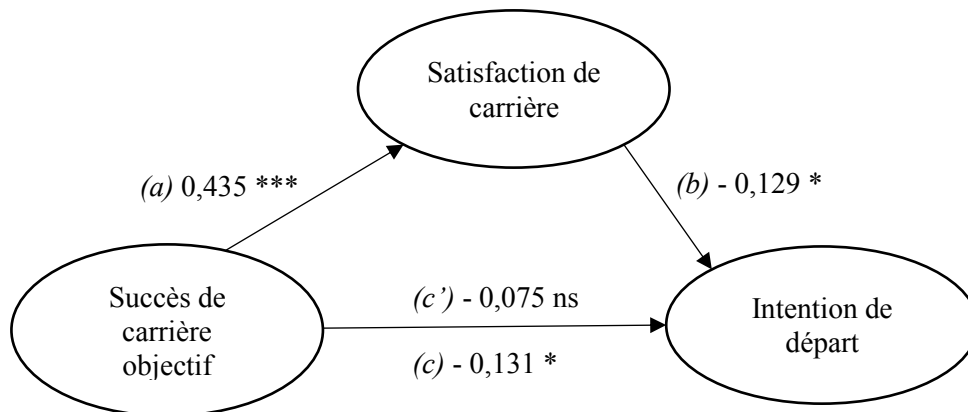 Satisfaction de
carrière
(a) 0,435 ***
(b) - 0,129 *
Succès de
carrière
objectif
(c’) - 0,075 ns
(c) - 0,131 *
Intention de
départ